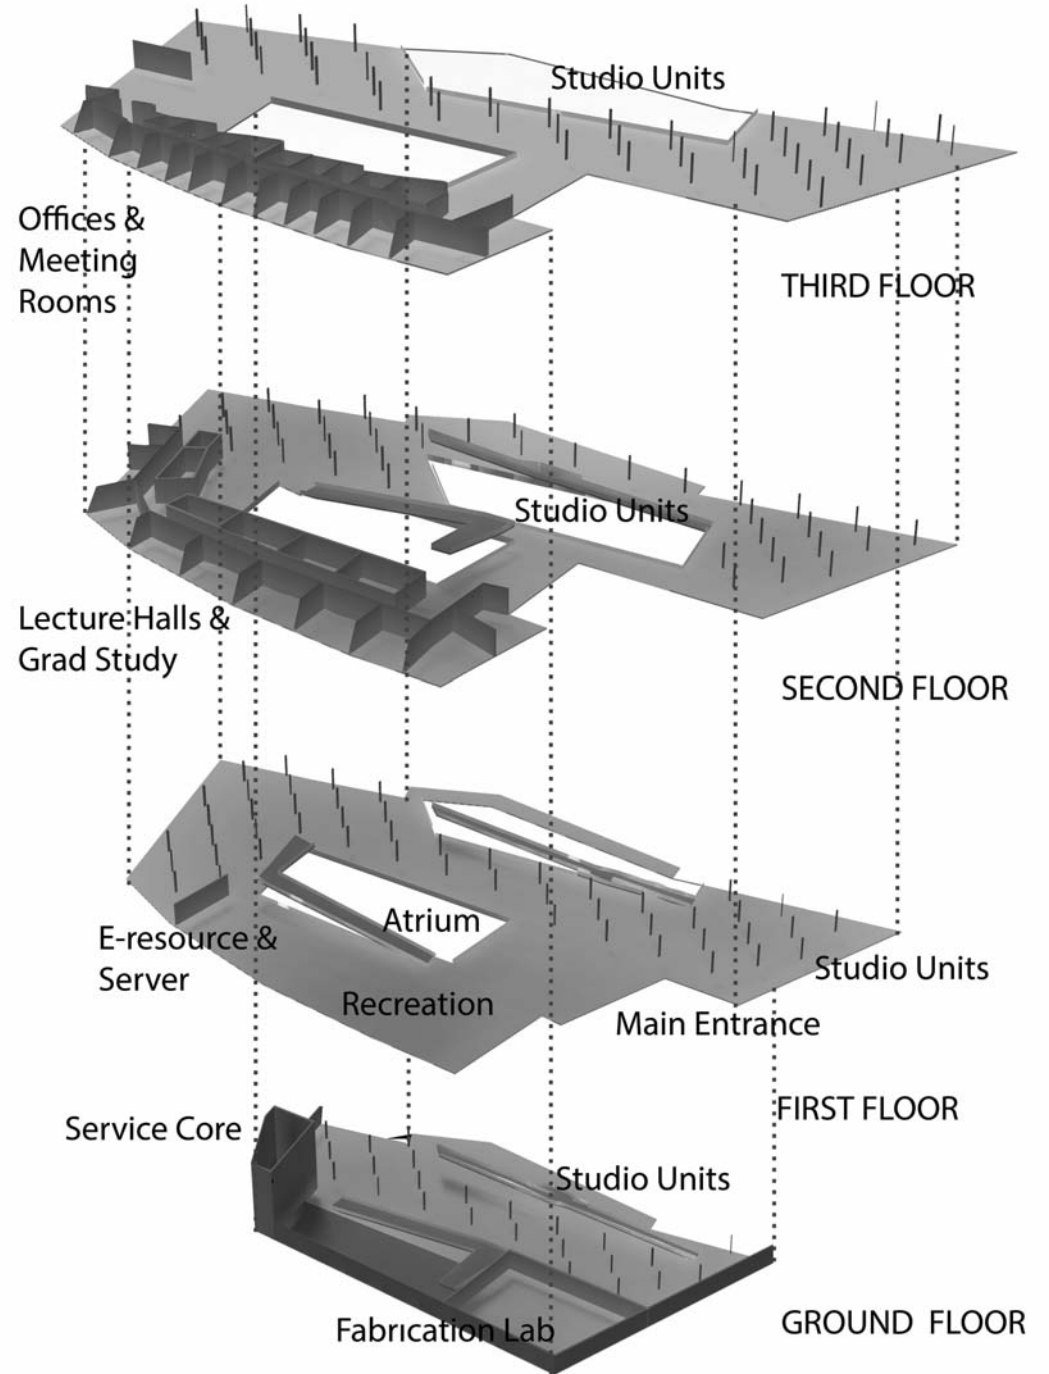 Studio Units
Offices &
Meeting
Rooms
THIRD FLOOR
Studio Units
Lecture Halls &
Grad Study
SECOND FLOOR
Atrium
E-resource &
Server
Studio Units
Recreation
Main Entrance
FIRST FLOOR
Service Core
Studio Units
Fabrication Lab
GROUND FLOOR